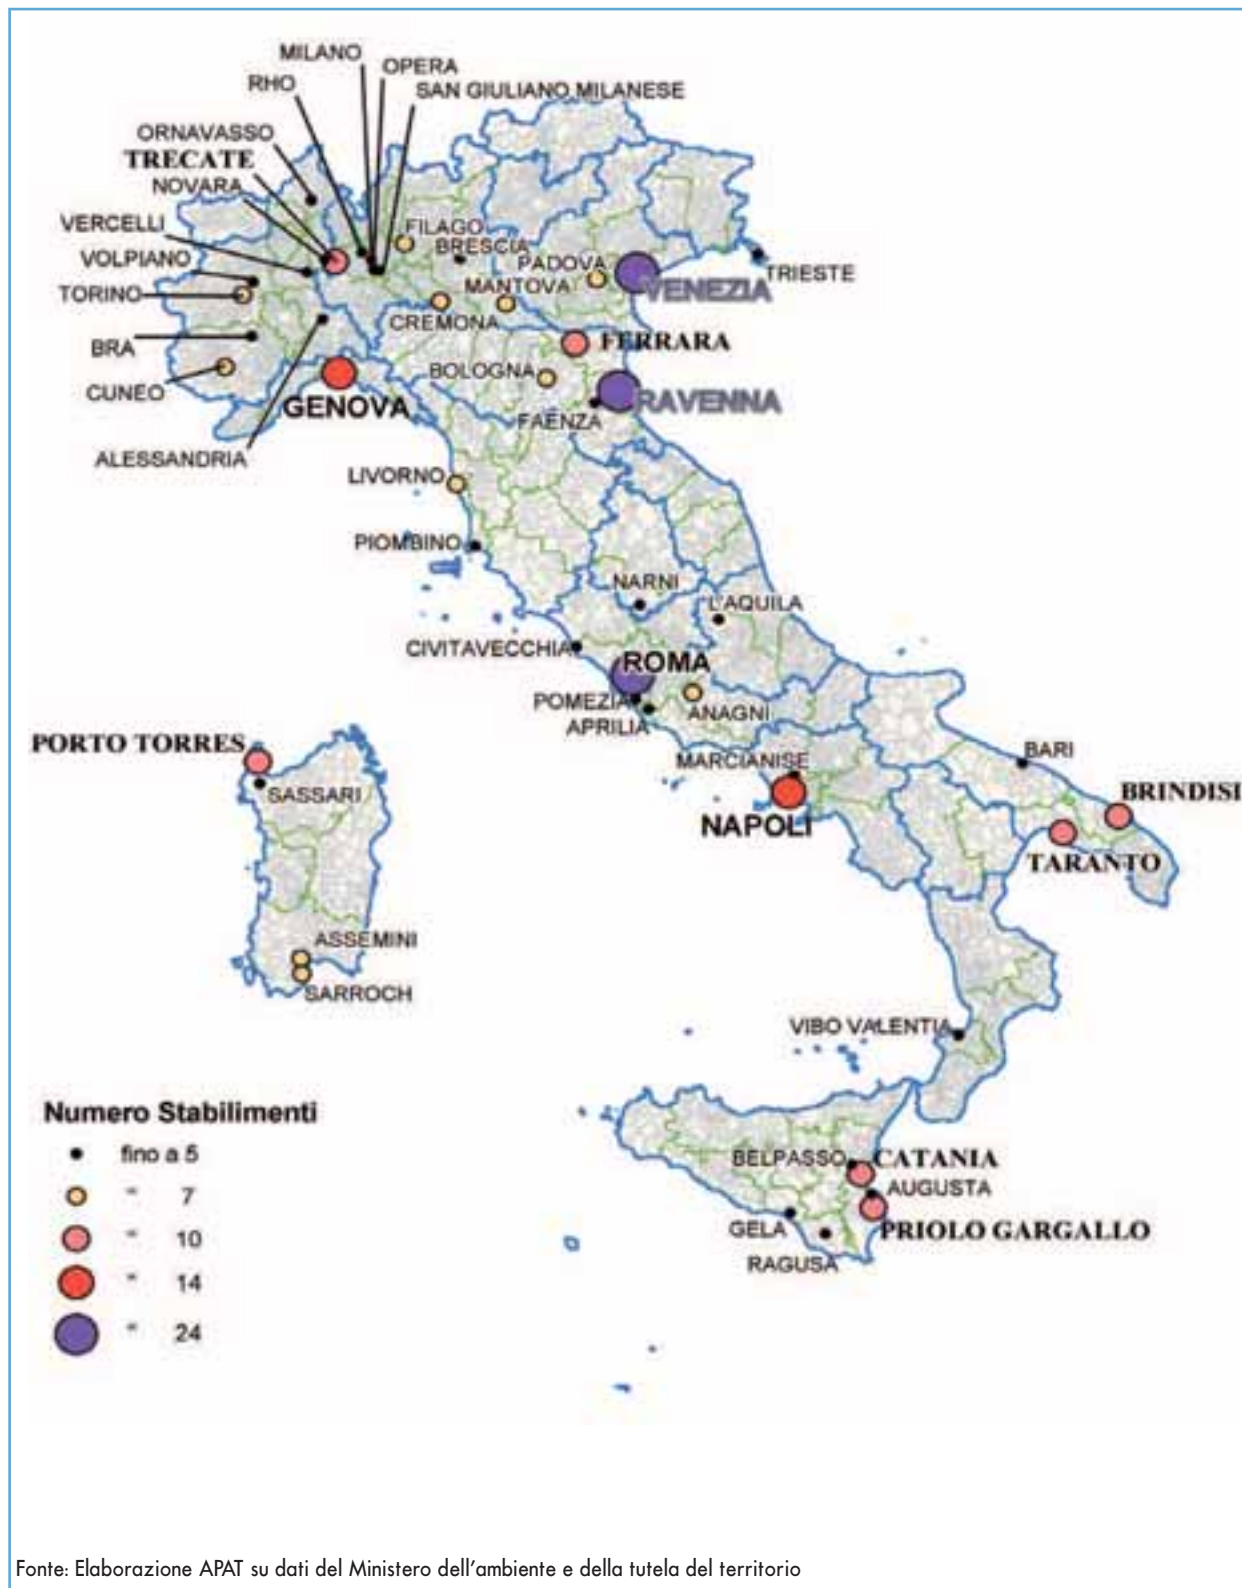 MILANO
OPERA
RHO
SAN GIULIANO MILANESE
ORNAVASSO
TRECATE
NOVARA
VERCELLI
FILAGO
BRESCIA
VOLPIANO
PADOVA
TRIESTE
TORINO
MANTOVA
VENEZIA
CREMONA
BRA
FERRARA
BOLOGNA
CUNEO
GENOVA
RAVENNA
FAENZA
ALESSANDRIA
LIVORNO
PIOMBINO
NARNI
L'AQUILA
CIVITAVECCHIA
ROMA
POMEZIA
ANAGNI
APRILIA
PORTO TORRES
BARI
MARCIANISE
SASSARI
BRINDISI
NAPOLI
TARANTO
ASSEMINI
SARROCH
VIBO VALENTIA
Numero Stabilimenti
fino a 5
" 7
" 10
" 14
" 24
BELPASSO
CATANIA
AUGUSTA
GELA
PRIOLO GARGALLO
RAGUSA
Fonte: Elaborazione APAT su dati del Ministero dell'ambiente e della tutela del territorio